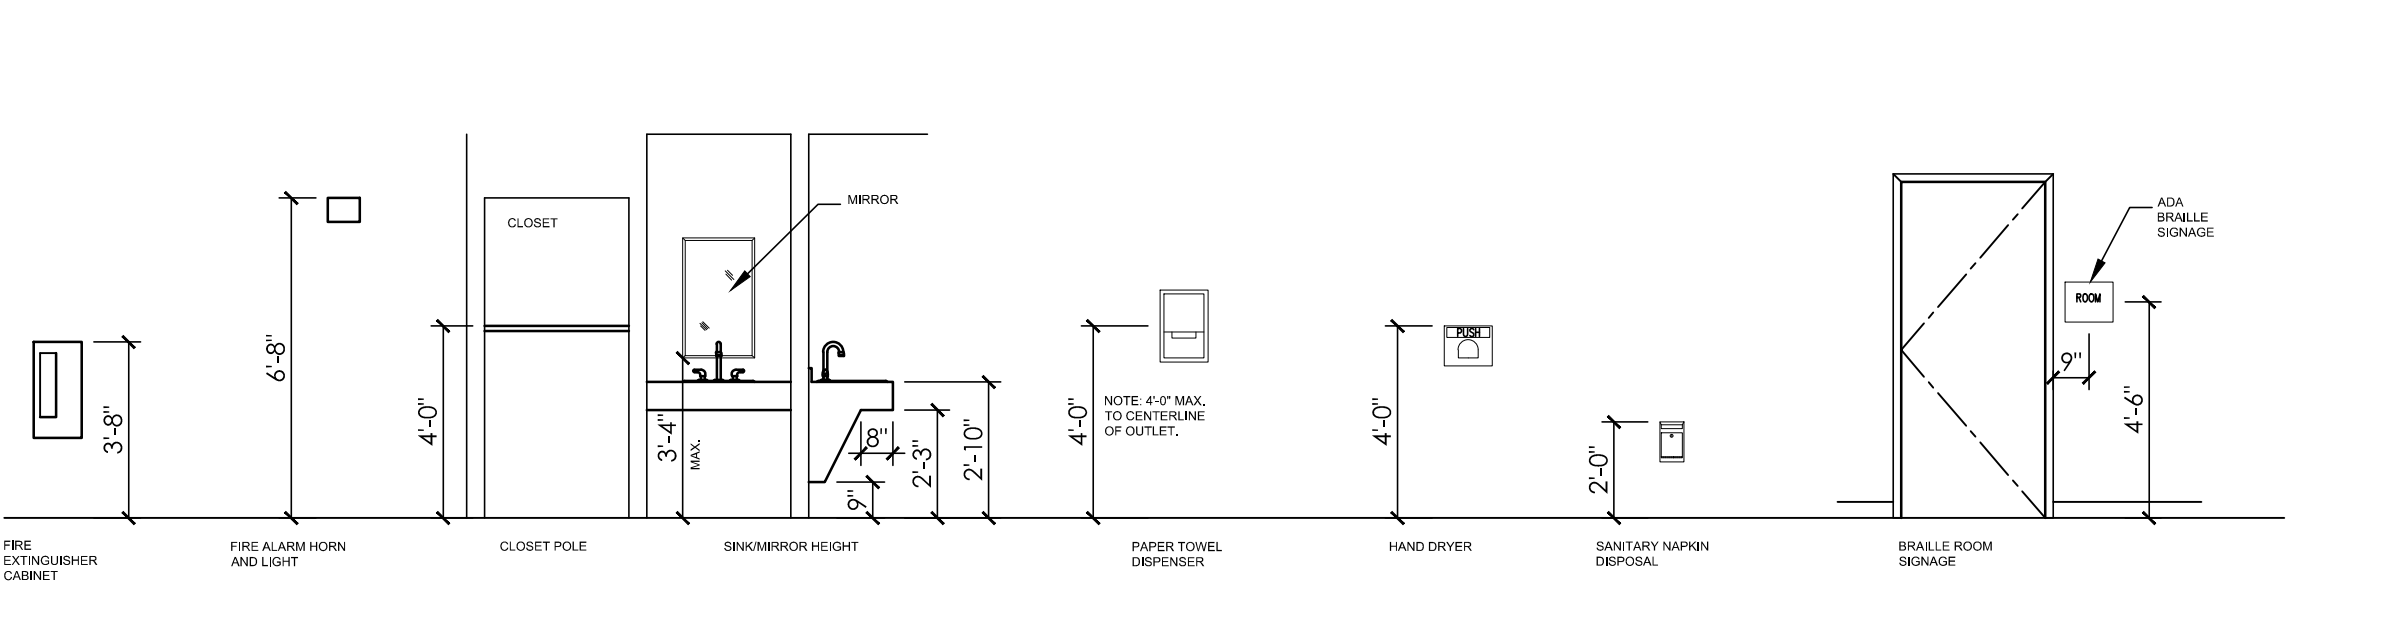 MIRROR
ADA
BRAILLE
SIGNAGE
CLOSET
ROOM
PUSH
6'-8"
9"
3'-8"
4'-0"
3'-4"
MAX.
8"
2'-3"
2'-10"
9"
4'-0"
NOTE: 4'-0" MAX.
TO CENTERLINE
OF OUTLET.
4'-0"
2'-0"
4'-6"
FIRE
EXTINGUISHER
CABINET
FIRE ALARM HORN
AND LIGHT
CLOSET POLE
SINK/MIRROR HEIGHT
PAPER TOWEL
DISPENSER
HAND DRYER
SANITARY NAPKIN
DISPOSAL
BRAILLE ROOM
SIGNAGE